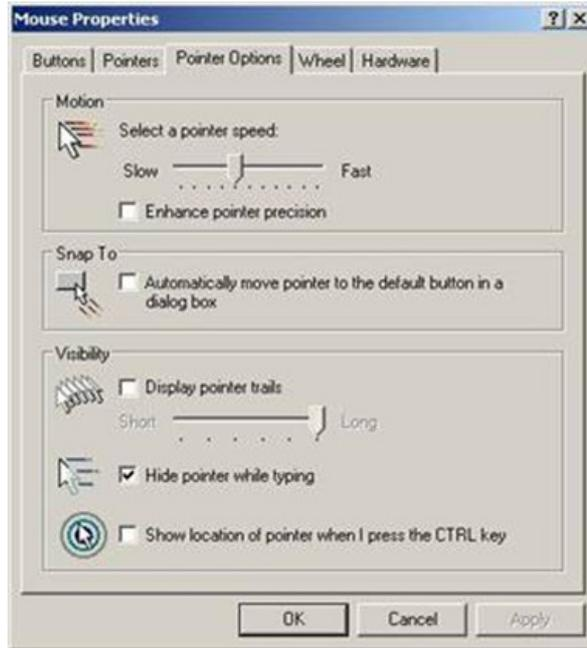 Mouse Properties
Buttons Pointers Pointer Options Wheel Hardware
Motion
Select a pointer speed:
Slow Fast
Enhance pointer precision
Snap To
Automatically move pointer to the default button in a
dialog box
Visibility
Display pointer trails
Short Long
Hide pointer while typing
Show location of pointer when I press the CTRL key
OK Cancel Apply